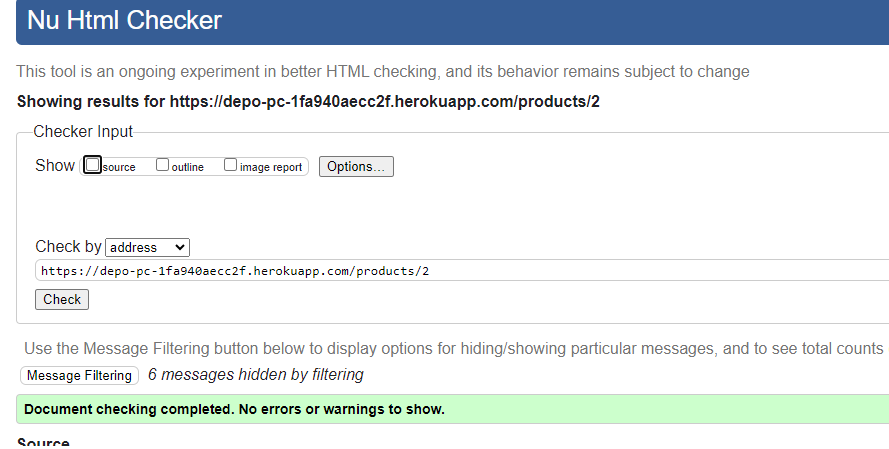 Nu Html Checker
This tool is an ongoing experiment in better HTML checking, and its behavior remains subject to change
Showing results for https://depo-pc-1fa940aecc2f.herokuapp.com/products/2
Checker Input
Show source outline image report Options...
Check by address
https://depo-pc-1fa940aecc2f.herokuapp.com/products/2
Check
Use the Message Filtering button below to display options for hiding/showing particular messages, and to see total counts
Message Filtering 6 messages hidden by filtering
Document checking completed. No errors or warnings to show.
Source